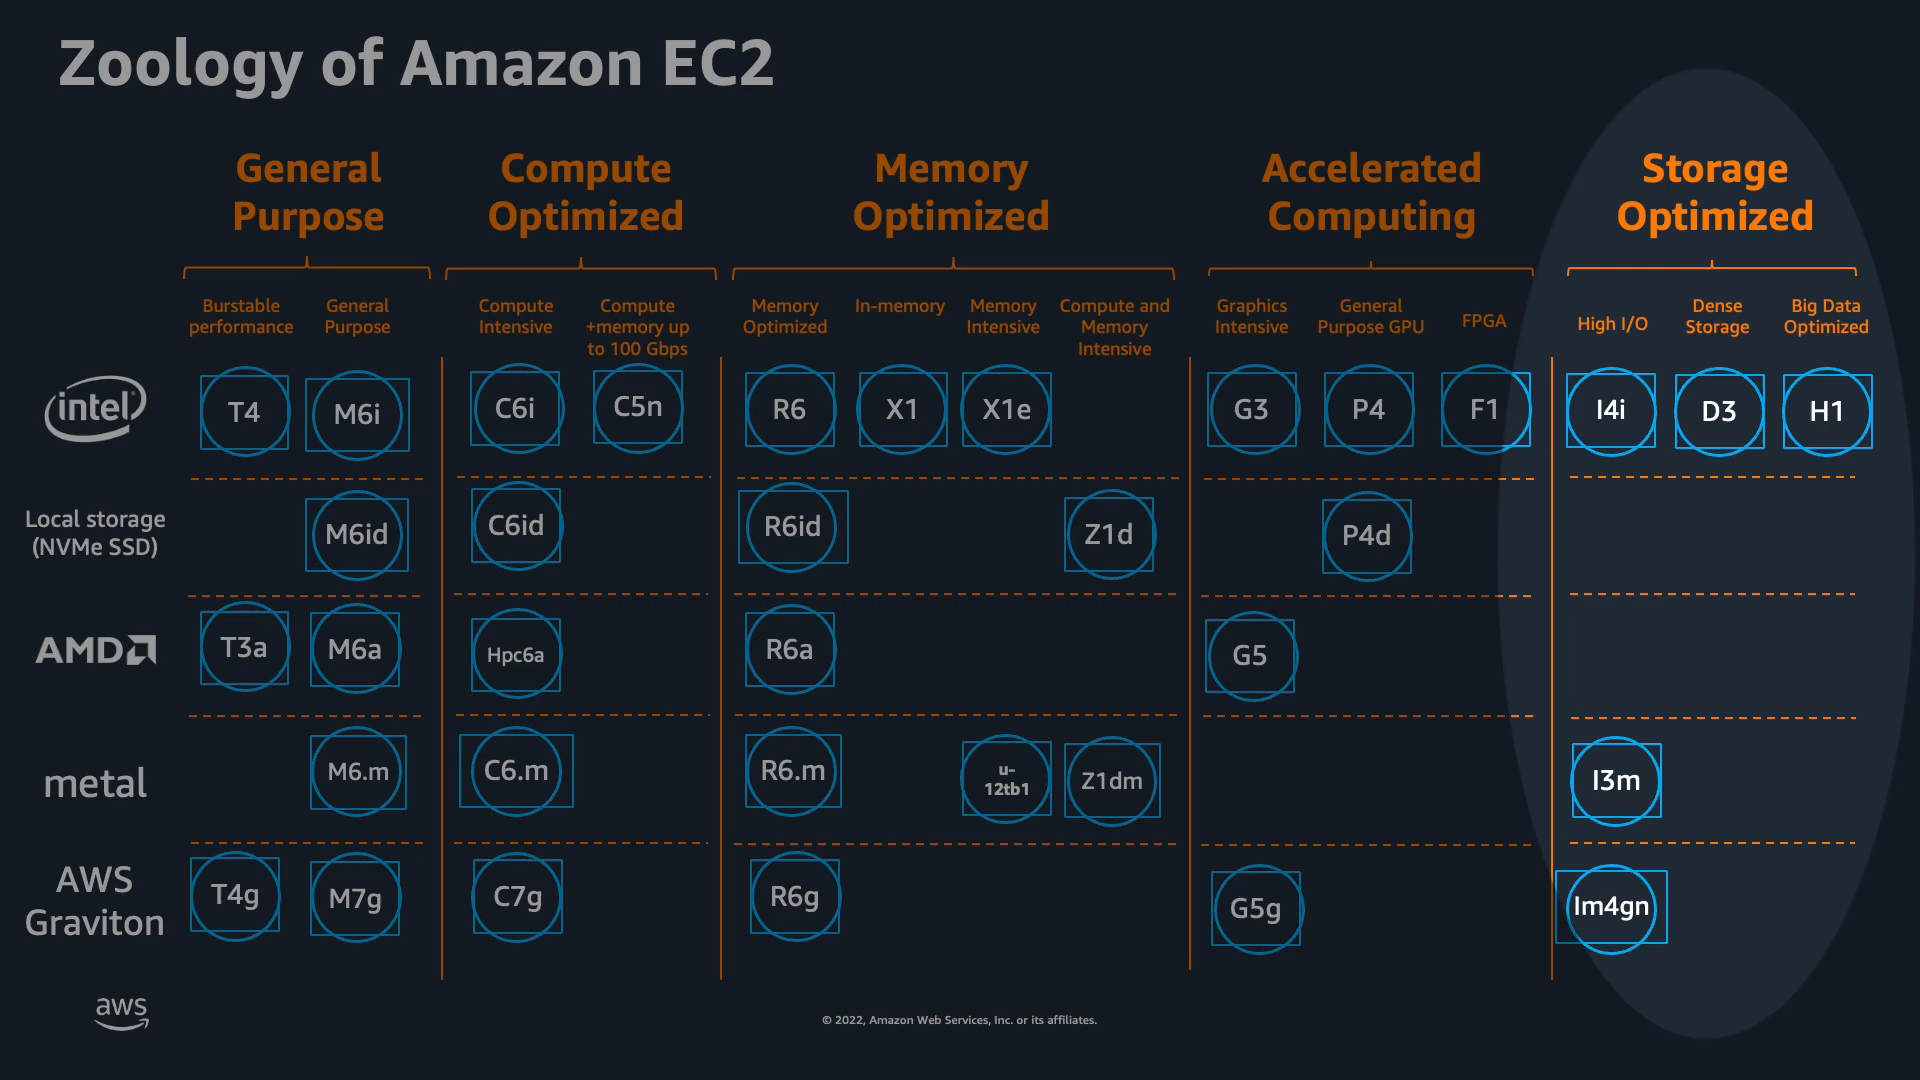 Zoology of Amazon EC2
General
Purpose
Compute
Optimized
Memory
Optimized
Accelerated
Computing
Storage
Optimized
Burstable
performance
General
Purpose
Compute
Intensive
Compute
+memory up
to 100 Gbps
Memory
Optimized
In-memory
Memory
Intensive
Compute and
Memory
Intensive
Graphics
Intensive
General
Purpose GPU
FPGA
High I/O
Dense
Storage
Big Data
Optimized
intel
T4
M6i
C6i
C5n
R6
X1
X1e
G3
P4
F1
I4i
D3
H1
Local storage
(NVMe SSD)
M6id
C6id
R6id
Z1d
P4d
AMD
T3a
M6a
Hpc6a
R6a
G5
metal
M6.m
C6.m
R6.m
u-
12tb1
Z1dm
I3m
AWS
Graviton
T4g
M7g
C7g
R6g
G5g
Im4gn
aws
© 2022, Amazon Web Services, Inc. or its affiliates.